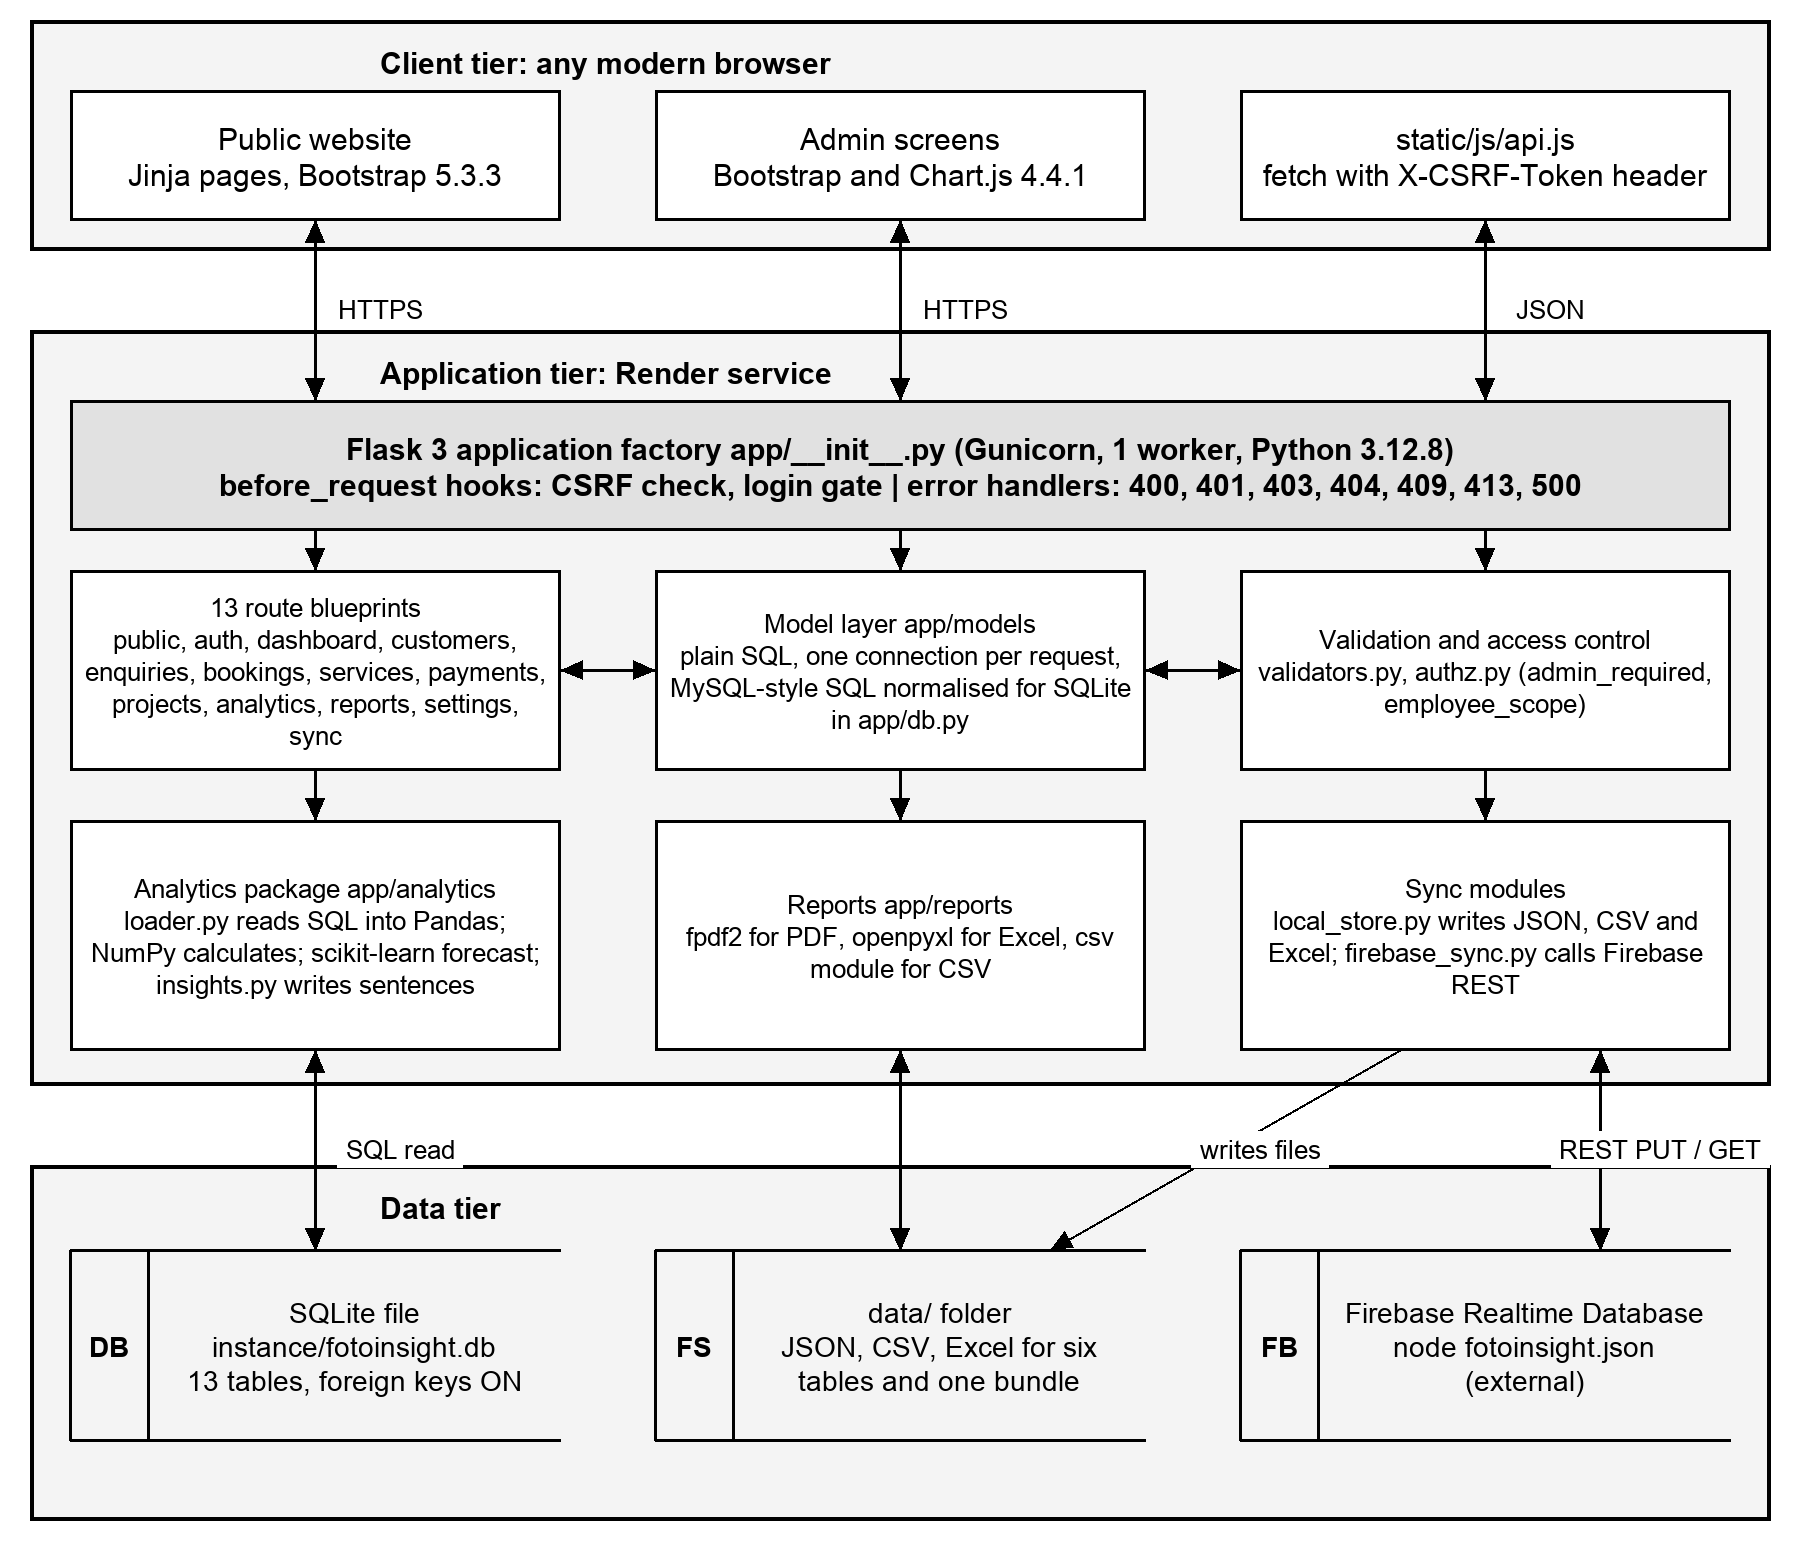 Client tier: any modern browser
Public website
Jinja pages, Bootstrap 5.3.3
Admin screens
Bootstrap and Chart.js 4.4.1
static/js/api.js
fetch with X-CSRF-Token header
HTTPS
HTTPS
JSON
Application tier: Render service
Flask 3 application factory app/__init__.py (Gunicorn, 1 worker, Python 3.12.8)
before_request hooks: CSRF check, login gate | error handlers: 400, 401, 403, 404, 409, 413, 500
13 route blueprints
public, auth, dashboard, customers,
enquiries, bookings, services, payments,
projects, analytics, reports, settings,
sync
Model layer app/models
plain SQL, one connection per request,
MySQL-style SQL normalised for SQLite
in app/db.py
Validation and access control
validators.py, authz.py (admin_required,
employee_scope)
Analytics package app/analytics
loader.py reads SQL into Pandas;
NumPy calculates; scikit-learn forecast;
insights.py writes sentences
Reports app/reports
fpdf2 for PDF, openpyxl for Excel, csv
module for CSV
Sync modules
local_store.py writes JSON, CSV and
Excel; firebase_sync.py calls Firebase
REST
SQL read
writes files
REST PUT / GET
Data tier
DB
SQLite file
instance/fotoinsight.db
13 tables, foreign keys ON
FS
data/ folder
JSON, CSV, Excel for six
tables and one bundle
FB
Firebase Realtime Database
node fotoinsight.json
(external)